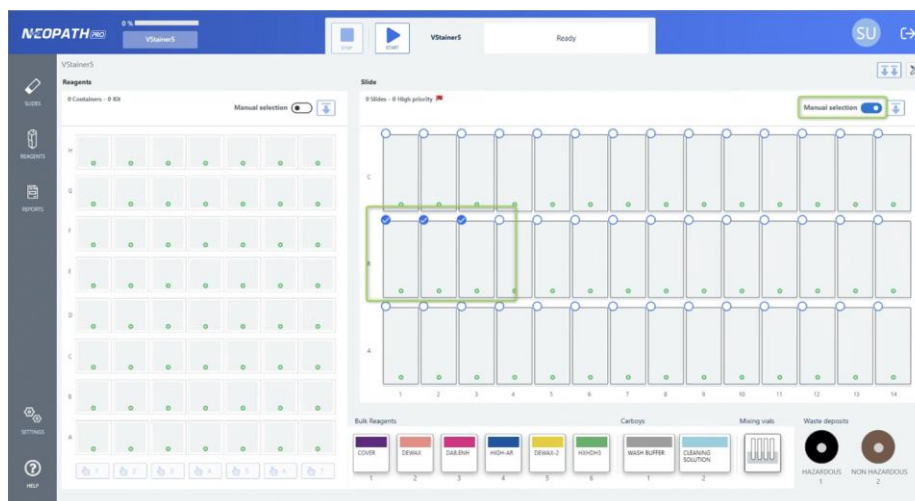 NEOPATH PRO
0 %
VStainer5
STOP
START
VStainer5
Ready
SU
VStainer5
Reagents
0 Containers - 0 Kit
Manual selection
H
G
F
E
D
C
B
A
1 2 3 4 5 6 7
Slide
0 Slides - 0 High priority
Manual selection
C
B
A
1 2 3 4 5 6 7 8 9 10 11 12 13 14
SLIDES
REAGENTS
REPORTS
SETTINGS
HELP
Bulk Reagents
COVER
DEWAX
DAB.ENH
HIGH-AR
DEWAX-2
HXHDH3
1 2 3 4 5 6
Carboys
WASH BUFFER
CLEANING SOLUTION
1 2
Mixing vials
Waste deposits
HAZARDOUS
1
NON HAZARDOUS
2